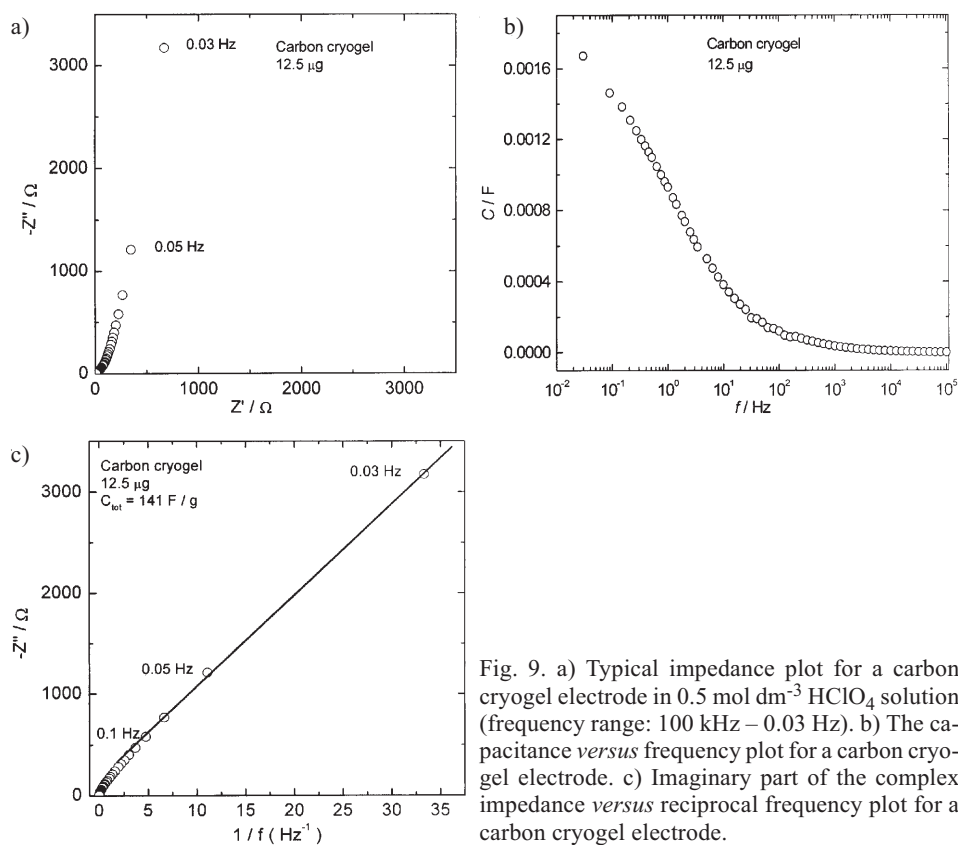 a)
0.03 Hz
Carbon cryogel
12.5 μg
0.05 Hz
3000
2000
1000
0
-Z'' / Ω
0
1000
2000
3000
Z' / Ω
b)
Carbon cryogel
12.5 μg
0.0016
0.0012
0.0008
0.0004
0.0000
C / F
10⁻²
10⁻¹
10⁰
10¹
10²
10³
10⁴
10⁵
f / Hz
c)
Carbon cryogel
12.5 μg
C_tot = 141 F / g
0.03 Hz
0.05 Hz
0.1 Hz
3000
2000
1000
0
-Z'' / Ω
0
5
10
15
20
25
30
35
1 / f ( Hz⁻¹ )
Fig. 9. a) Typical impedance plot for a carbon
cryogel electrode in 0.5 mol dm⁻³ HClO₄ solution
(frequency range: 100 kHz – 0.03 Hz). b) The ca-
pacitance versus frequency plot for a carbon cryo-
gel electrode. c) Imaginary part of the complex
impedance versus reciprocal frequency plot for a
carbon cryogel electrode.